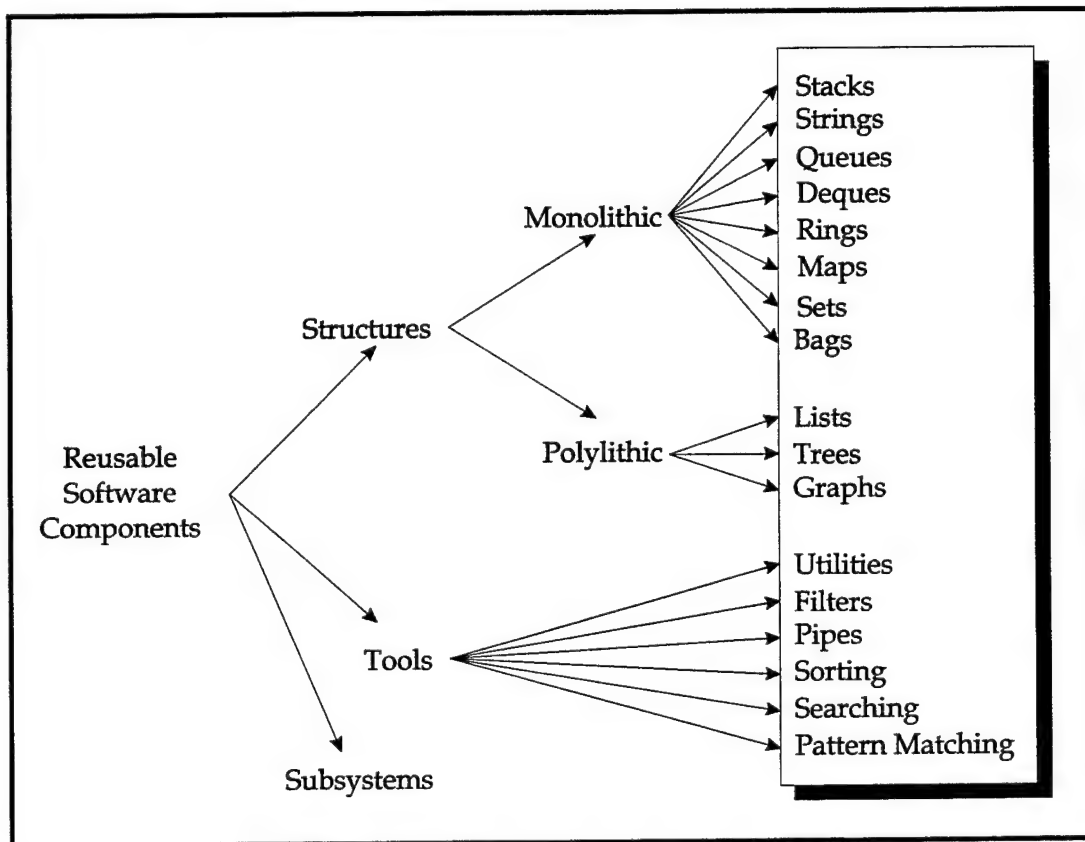 Reusable
Software
Components
Structures
Tools
Subsystems
Monolithic
Polylithic
Stacks
Strings
Queues
Deques
Rings
Maps
Sets
Bags
Lists
Trees
Graphs
Utilities
Filters
Pipes
Sorting
Searching
Pattern Matching